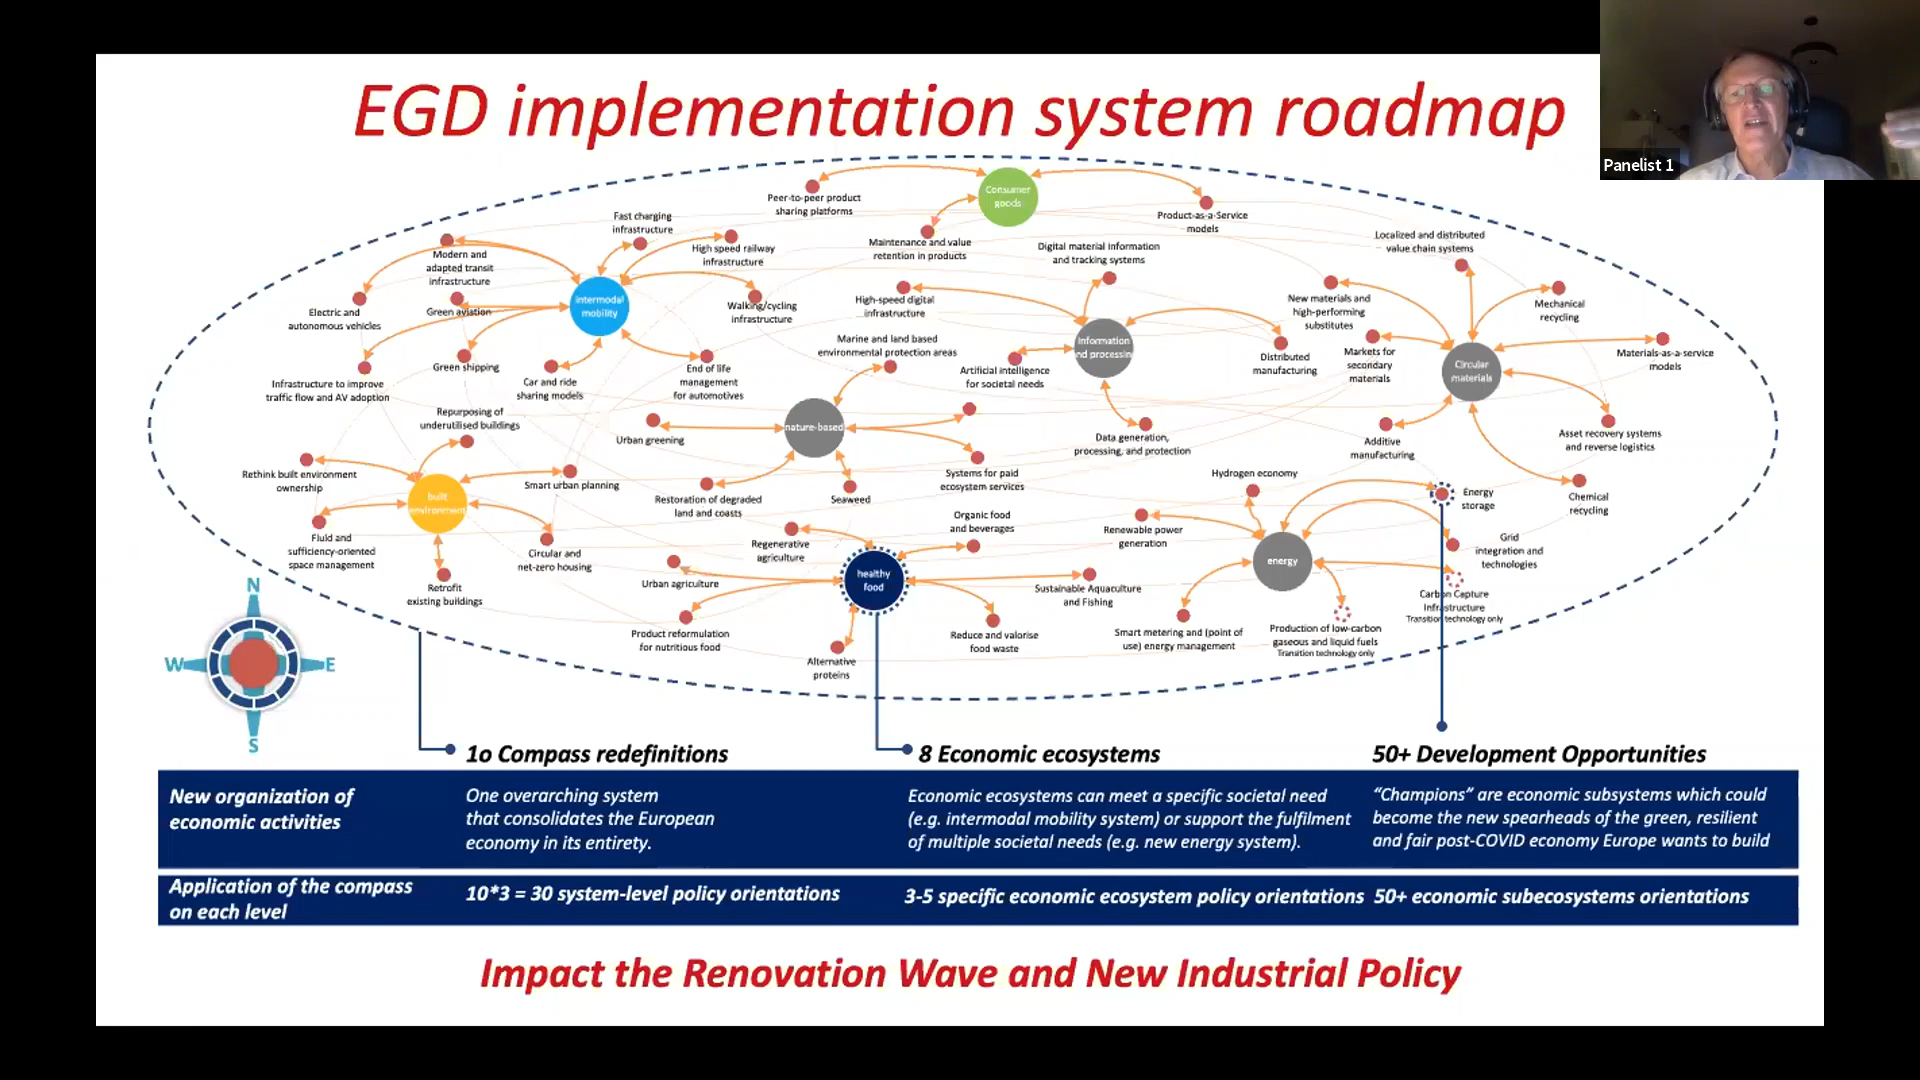 EGD implementation system roadmap
Panelist 1
Consumer
goods
Peer-to-peer product
sharing platforms
Product-as-a-Service
models
Maintenance and value
retention in products
Fast charging
infrastructure
High speed railway
infrastructure
Modern and
adapted transit
infrastructure
intermodal
mobility
Electric and
autonomous vehicles
Green aviation
Walking/cycling
infrastructure
Infrastructure to improve
traffic flow and AV adoption
Green shipping
Car and ride
sharing models
End of life
management
for automotives
Digital material information
and tracking systems
High-speed digital
infrastructure
Information
nd processin
Artificial intelligence
for societal needs
Distributed
manufacturing
Data generation,
processing, and protection
Localized and distributed
value chain systems
New materials and
high-performing
substitutes
Mechanical
recycling
Markets for
secondary
materials
Circular
materials
Materials-as-a-service
models
Asset recovery systems
and reverse logistics
Additive
manufacturing
Chemical
recycling
Marine and land based
environmental protection areas
nature-based
Urban greening
Restoration of degraded
land and coasts
Seaweed
Systems for paid
ecosystem services
Repurposing of
underutilised buildings
Rethink built environment
ownership
built
environment
Smart urban planning
Fluid and
sufficiency-oriented
space management
Circular and
net-zero housing
Retrofit
existing buildings
Organic food
and beverages
Regenerative
agriculture
Urban agriculture
healthy
food
Sustainable Aquaculture
and Fishing
Product reformulation
for nutritious food
Alternative
proteins
Reduce and valorise
food waste
Hydrogen economy
Renewable power
generation
energy
Energy
storage
Grid
integration and
technologies
Carbon Capture
Infrastructure
Transition technology only
Smart metering and (point of
use) energy management
Production of low-carbon
gaseous and liquid fuels
Transition technology only
N
W
E
S
1o Compass redefinitions
8 Economic ecosystems
50+ Development Opportunities
New organization of
economic activities
One overarching system
that consolidates the European
economy in its entirety.
Economic ecosystems can meet a specific societal need
(e.g. intermodal mobility system) or support the fulfilment
of multiple societal needs (e.g. new energy system).
“Champions” are economic subsystems which could
become the new spearheads of the green, resilient
and fair post-COVID economy Europe wants to build
Application of the compass
on each level
10*3 = 30 system-level policy orientations
3-5 specific economic ecosystem policy orientations
50+ economic subecosystems orientations
Impact the Renovation Wave and New Industrial Policy